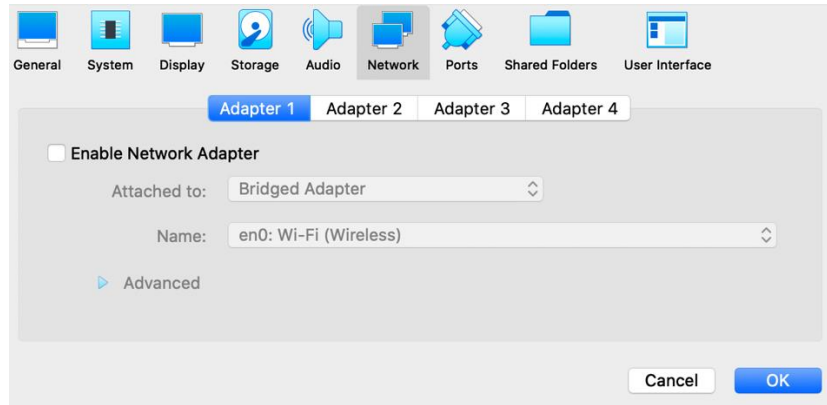 General System Display Storage Audio Network Ports Shared Folders User Interface
Adapter 1 Adapter 2 Adapter 3 Adapter 4
Enable Network Adapter
Attached to: Bridged Adapter
Name: en0: Wi-Fi (Wireless)
Advanced
Cancel OK